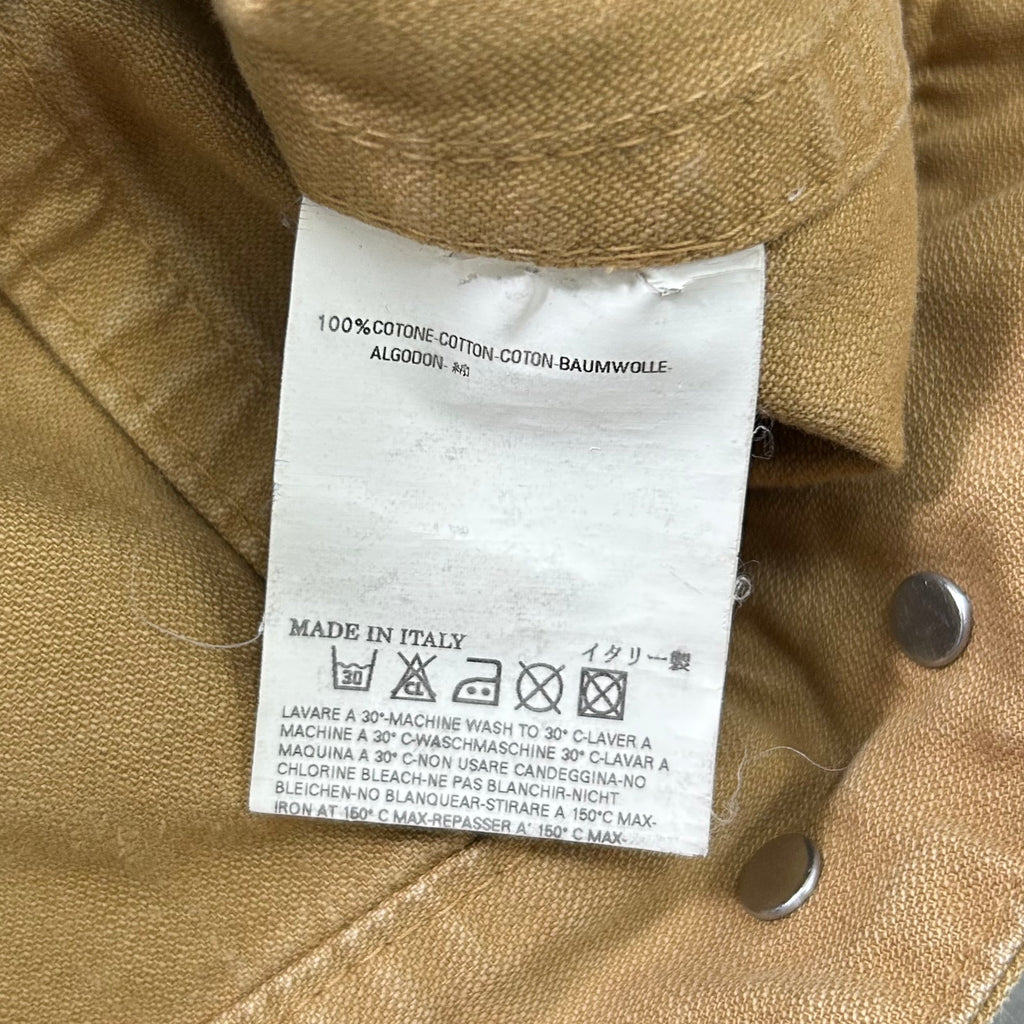 100%COTONE-COTTON-COTON-BAUMWOLLE-
ALGODON- 綿
MADE IN ITALY
イタリー製
30 CL
LAVARE A 30°-MACHINE WASH TO 30° C-LAVER A
MACHINE A 30° C-WASCHMASCHINE 30° C-LAVAR A
MAQUINA A 30° C-NON USARE CANDEGGINA-NO
CHLORINE BLEACH-NE PAS BLANCHIR-NICHT
BLEICHEN-NO BLANQUEAR-STIRARE A 150°C MAX-
IRON AT 150° C MAX-REPASSER A' 150° C MAX-